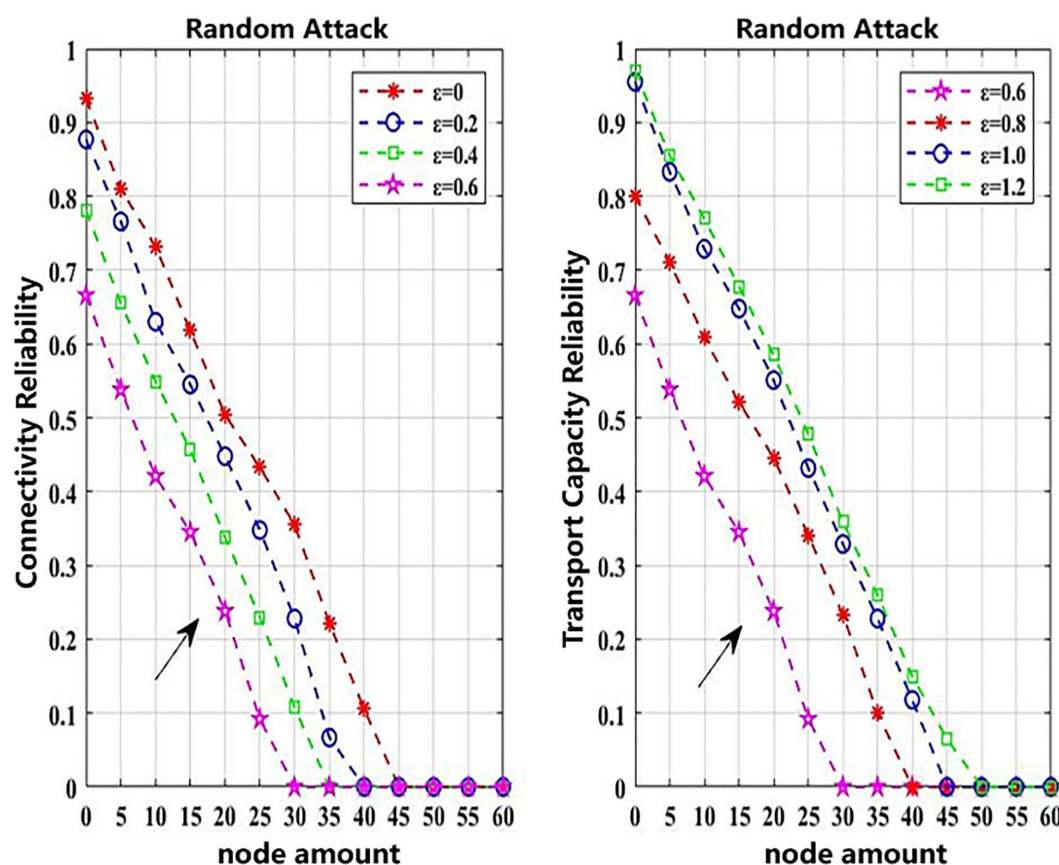 Random Attack
1
0.9
0.8
0.7
0.6
0.5
0.4
0.3
0.2
0.1
0
Connectivity Reliability
ε=0
ε=0.2
ε=0.4
ε=0.6
0 5 10 15 20 25 30 35 40 45 50 55 60
node amount
Random Attack
1
0.9
0.8
0.7
0.6
0.5
0.4
0.3
0.2
0.1
0
Transport Capacity Reliability
ε=0.6
ε=0.8
ε=1.0
ε=1.2
0 5 10 15 20 25 30 35 40 45 50 55 60
node amount